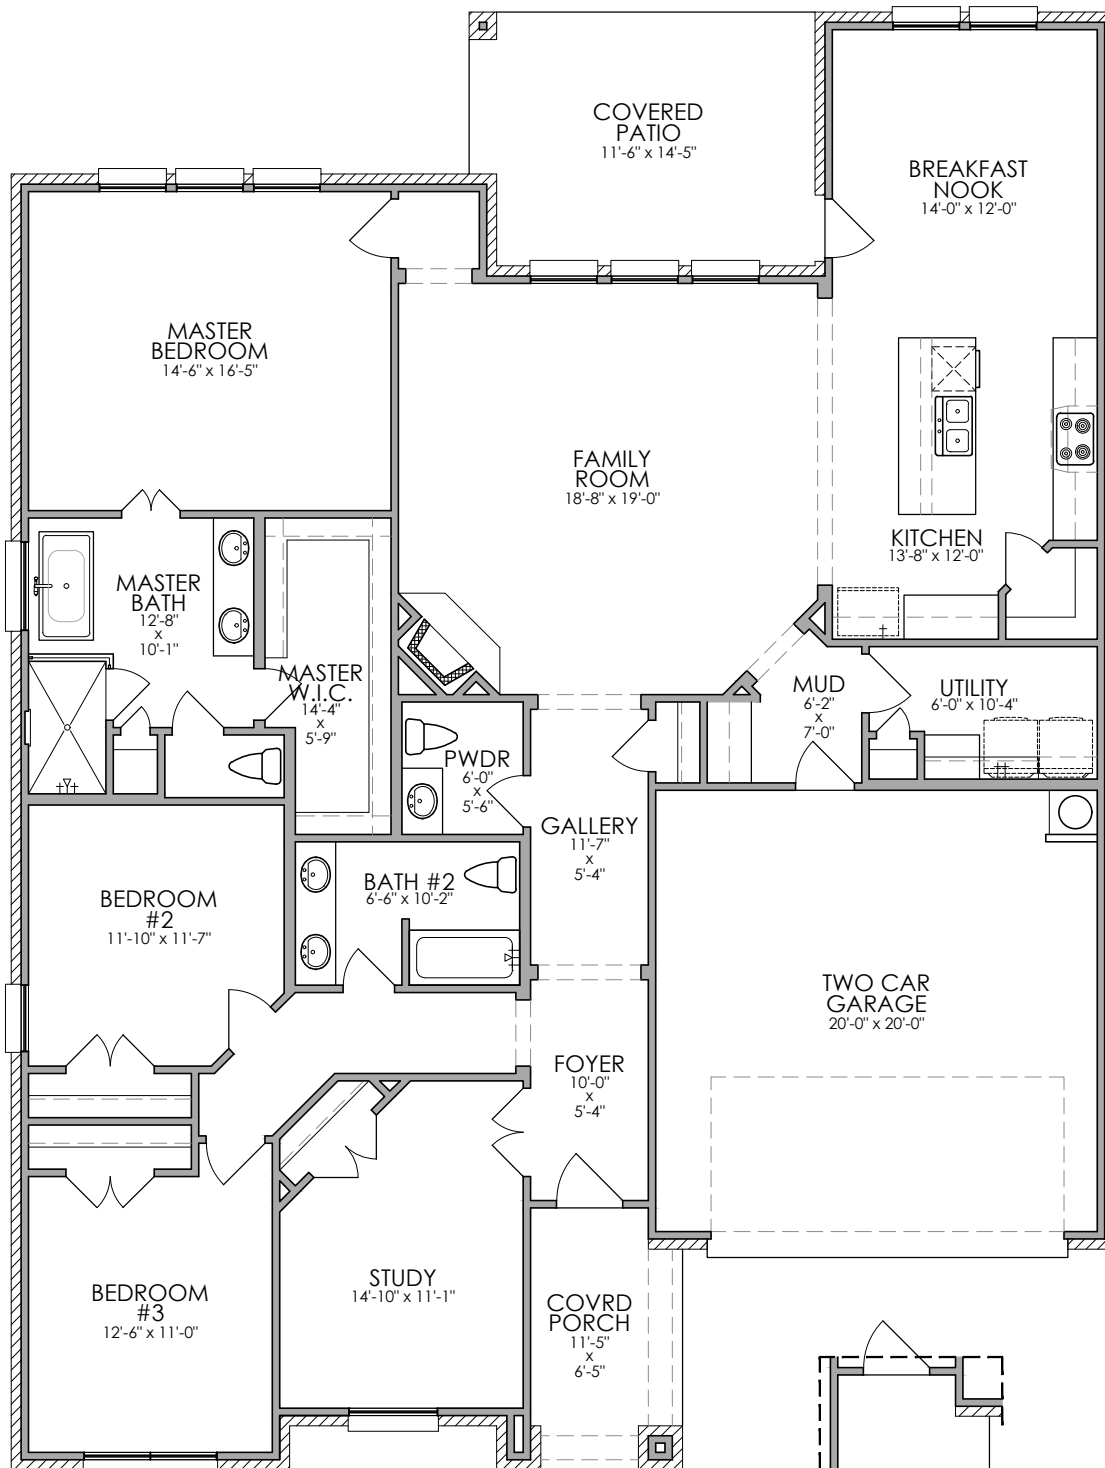 COVERED
PATIO
11'-6" x 14'-5"
BREAKFAST
NOOK
14'-0" x 12'-0"
MASTER
BEDROOM
14'-6" x 16'-5"
FAMILY
ROOM
18'-8" x 19'-0"
KITCHEN
13'-8" x 12'-0"
MASTER
BATH
12'-8"
x
10'-1"
MASTER
W.I.C.
14'-4"
x
5'-9"
MUD
6'-2"
x
7'-0"
UTILITY
6'-0" x 10'-4"
PWDR
6'-0"
x
5'-6"
GALLERY
11'-7"
x
5'-4"
BATH #2
6'-6" x 10'-2"
BEDROOM
#2
11'-10" x 11'-7"
TWO CAR
GARAGE
20'-0" x 20'-0"
FOYER
10'-0"
x
5'-4"
STUDY
14'-10" x 11'-1"
BEDROOM
#3
12'-6" x 11'-0"
COVRD
PORCH
11'-5"
x
6'-5"